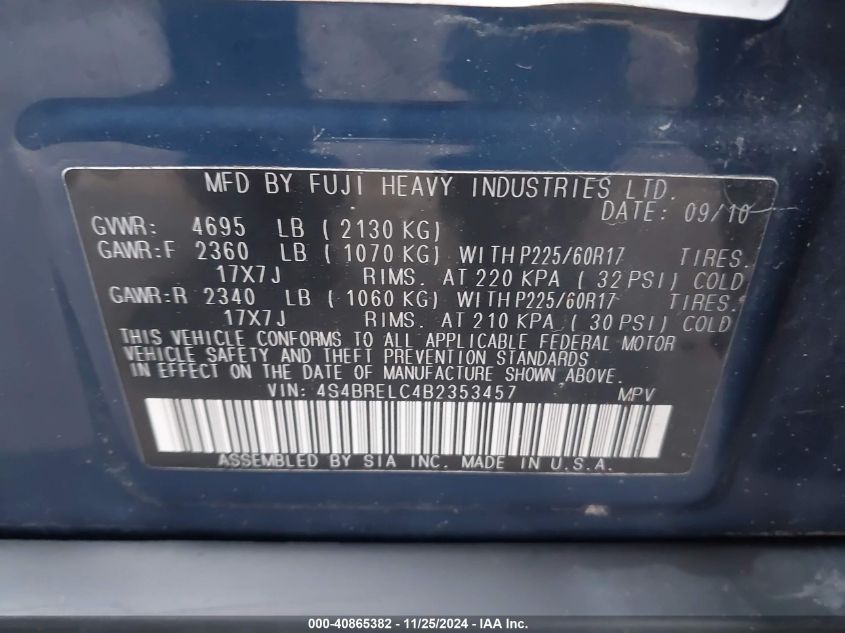 MFD BY FUJI HEAVY INDUSTRIES LTD.
DATE: 09/10
GVWR: 4695 LB ( 2130 KG)
GAWR:F 2360 LB ( 1070 KG) WITH P225/60R17 TIRES.
17X7J RIMS. AT 220 KPA ( 32 PSI) COLD
GAWR:R 2340 LB ( 1060 KG) WITH P225/60R17 TIRES.
17X7J RIMS. AT 210 KPA ( 30 PSI) COLD
THIS VEHICLE CONFORMS TO ALL APPLICABLE FEDERAL MOTOR
VEHICLE SAFETY AND THEFT PREVENTION STANDARDS
IN EFFECT ON THE DATE OF MANUFACTURE SHOWN ABOVE.
VIN: 4S4BRELC4B2353457 MPV
ASSEMBLED BY SIA INC. MADE IN U.S.A.
000-40865382 - 11/25/2024 - IAA Inc.